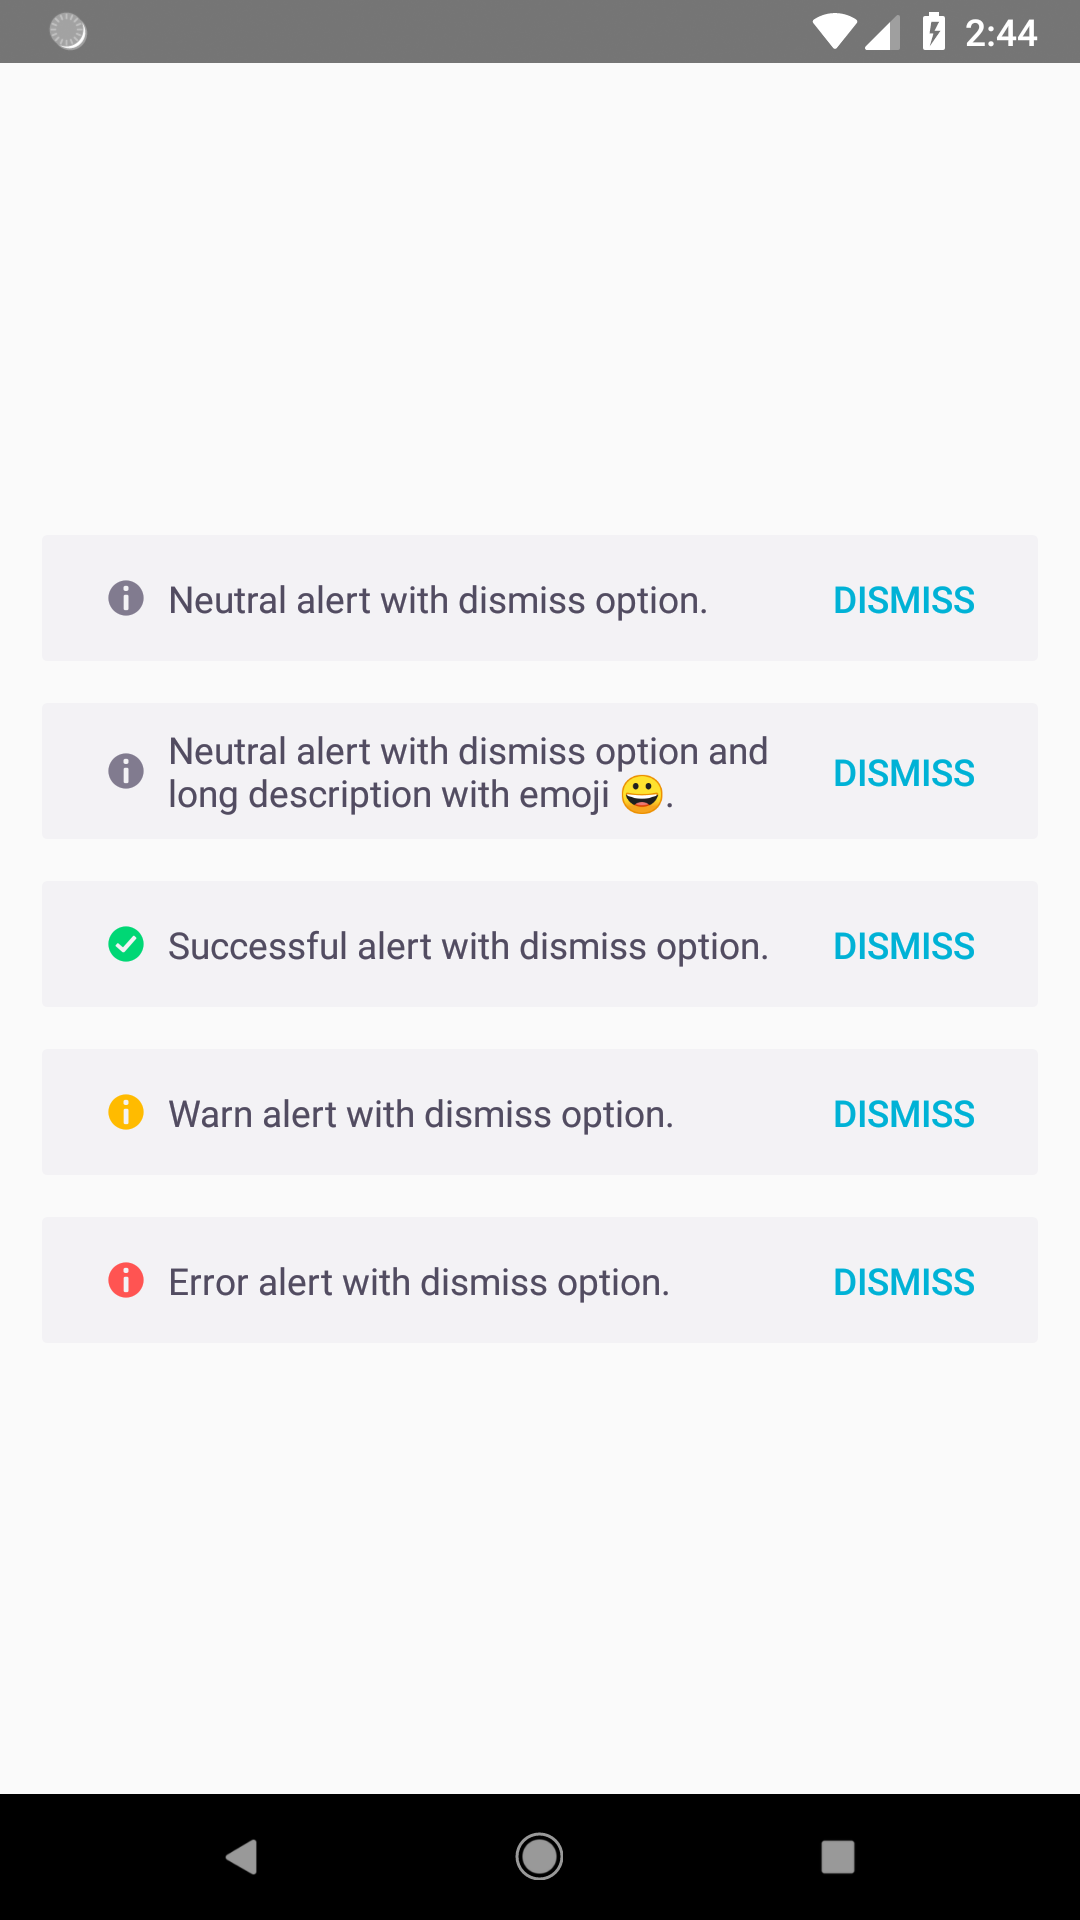 2:44
Neutral alert with dismiss option. DISMISS
Neutral alert with dismiss option and
long description with emoji 😀. DISMISS
Successful alert with dismiss option. DISMISS
Warn alert with dismiss option. DISMISS
Error alert with dismiss option. DISMISS